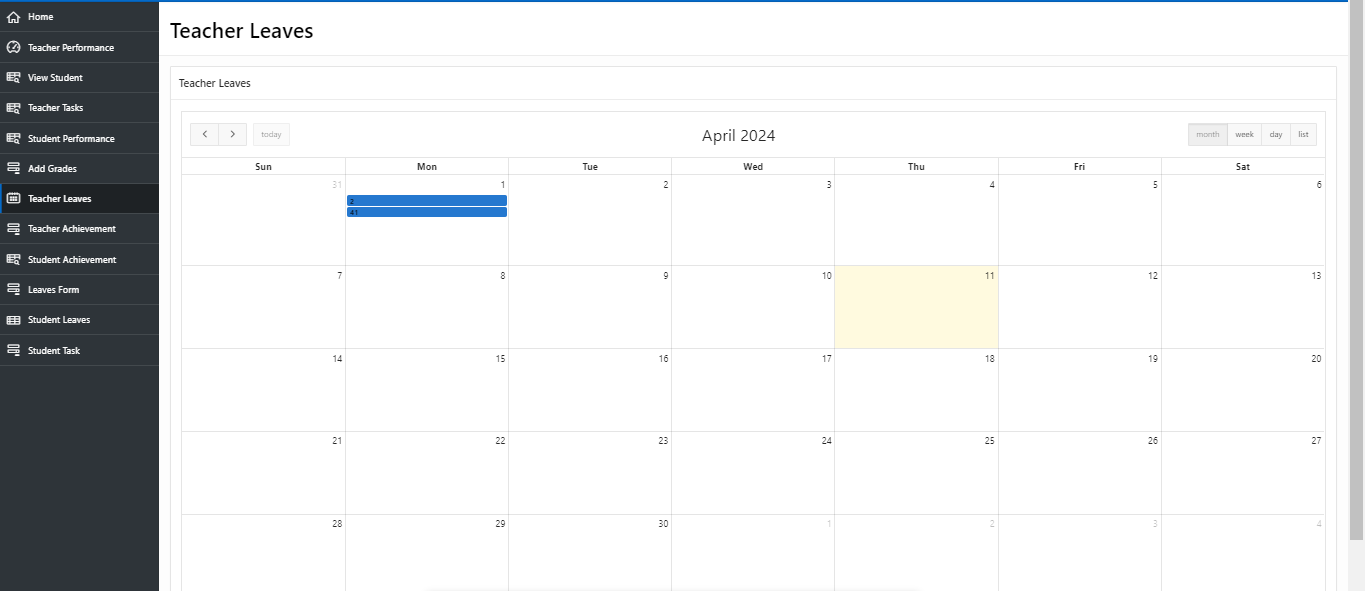 Home
Teacher Performance
View Student
Teacher Tasks
Student Performance
Add Grades
Teacher Leaves
Teacher Achievement
Student Achievement
Leaves Form
Student Leaves
Student Task
Teacher Leaves
Teacher Leaves
today April 2024 month week day list
Sun Mon Tue Wed Thu Fri Sat
31 1 2 3 4 5 6
2
41
7 8 9 10 11 12 13
14 15 16 17 18 19 20
21 22 23 24 25 26 27
28 29 30 1 2 3 4